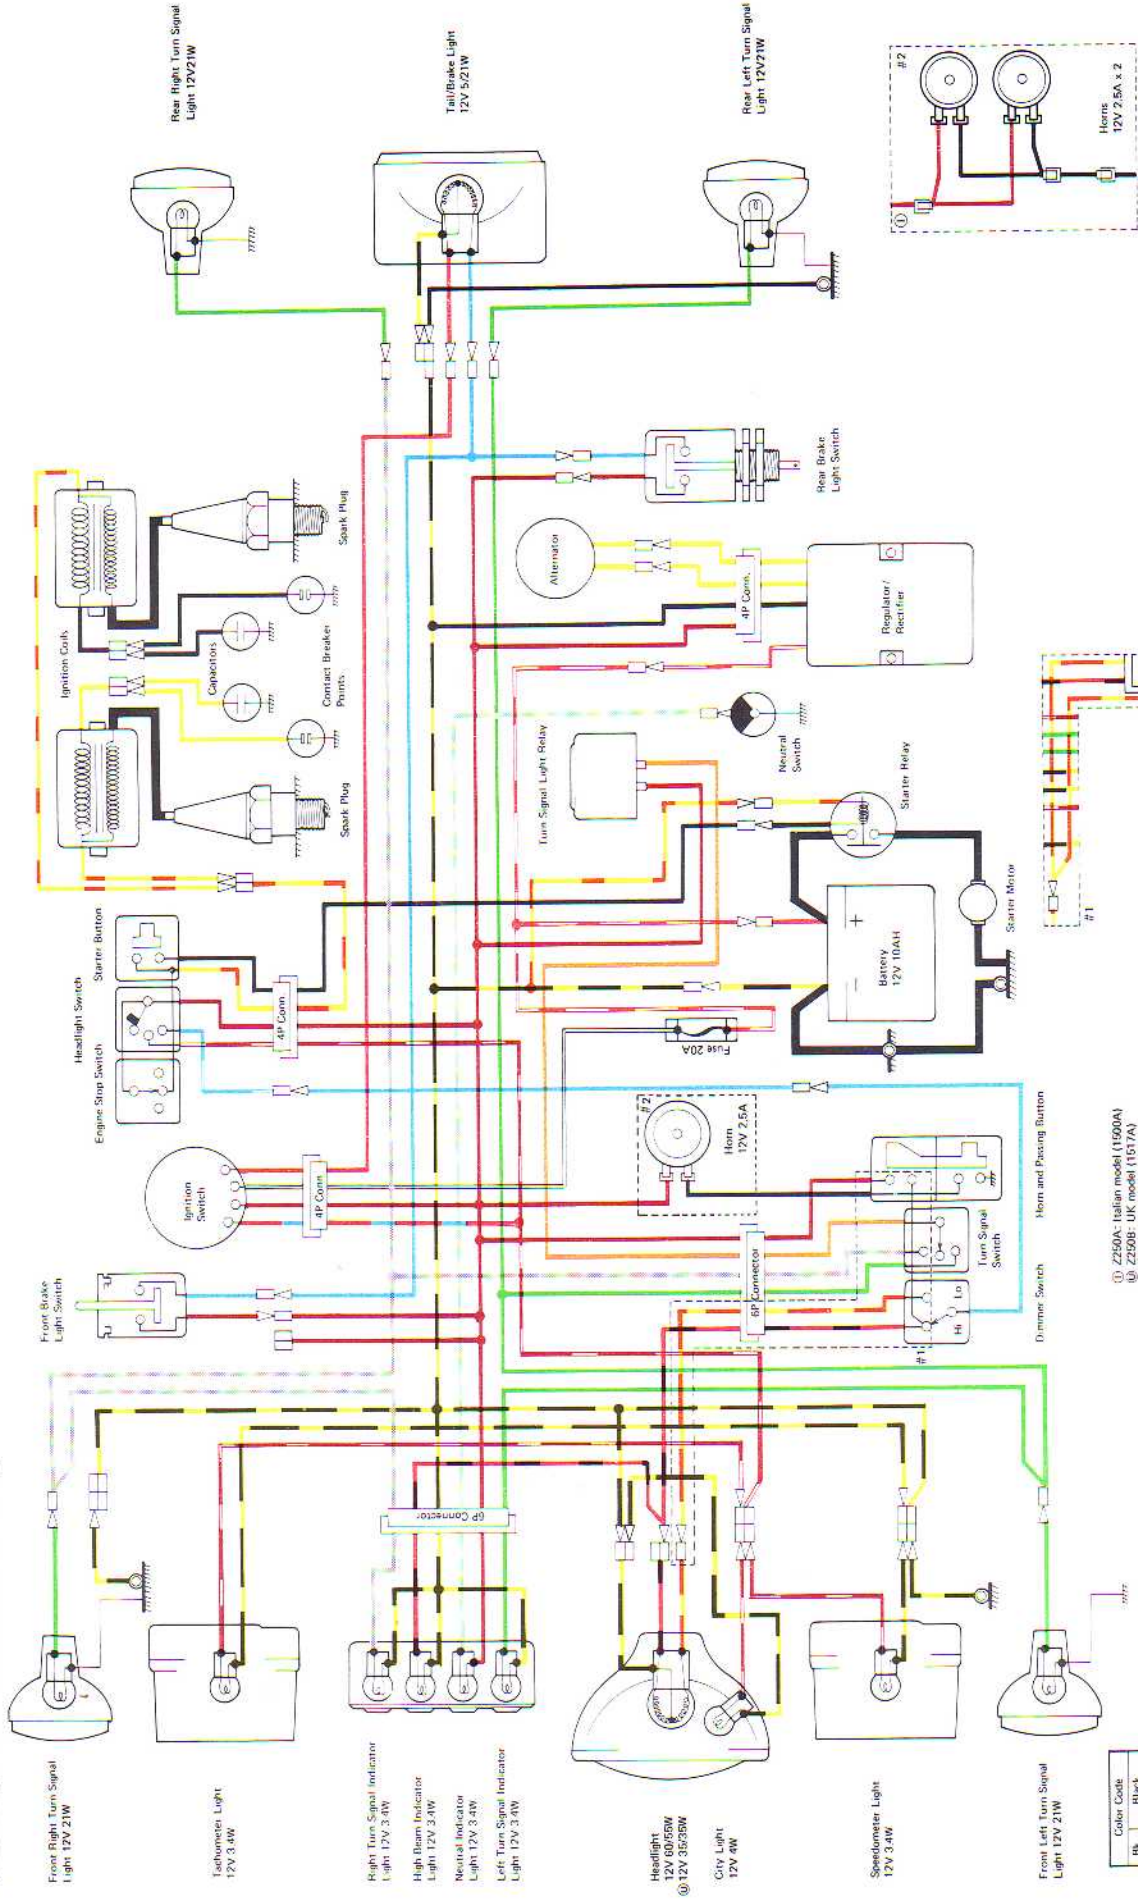 Rear Right Turn Signal
Light 12V21W
Tail/Brake Light
12V 5/21W
Rear Left Turn Signal
Light 12V21W
#2
Horns
12V 2.5A x 2
Ⓘ
Ignition Coils
Spark Plug
Capacitors
Contact Breaker
Points
Spark Plug
Alternator
4P Conn.
Regulator/
Rectifier
Rear Brake
Light Switch
Turn Signal Light Relay
Neutral
Switch
Starter Relay
Battery
12V 10AH
Starter Motor
#1
Starter Button
Headlight Switch
Engine Stop Switch
4P Conn
Fuse 20A
Ignition
Switch
4P Conn
#2
Horn
12V 2.5A
Horn and Passing Button
6P Connector
Turn Signal
Switch
Hi
Lo
Dimmer Switch
#1
Front Brake
Light Switch
Ⓘ Z250A: Italian model (1500A)
Ⓤ Z250B: UK model (1517A)
6P Connector
Front Right Turn Signal
Light 12V 21W
Tachometer Light
12V 3.4W
Right Turn Signal Indicator
Light 12V 3.4W
High Beam Indicator
Light 12V 3.4W
Neutral Indicator
Light 12V 3.4W
Left Turn Signal Indicator
Light 12V 3.4W
Headlight
12V 60/55W
Ⓤ 12V 35/35W
City Light
12V 4W
Speedometer Light
12V 3.4W
Front Left Turn Signal
Light 12V 21W
Color Code
Bk
Black